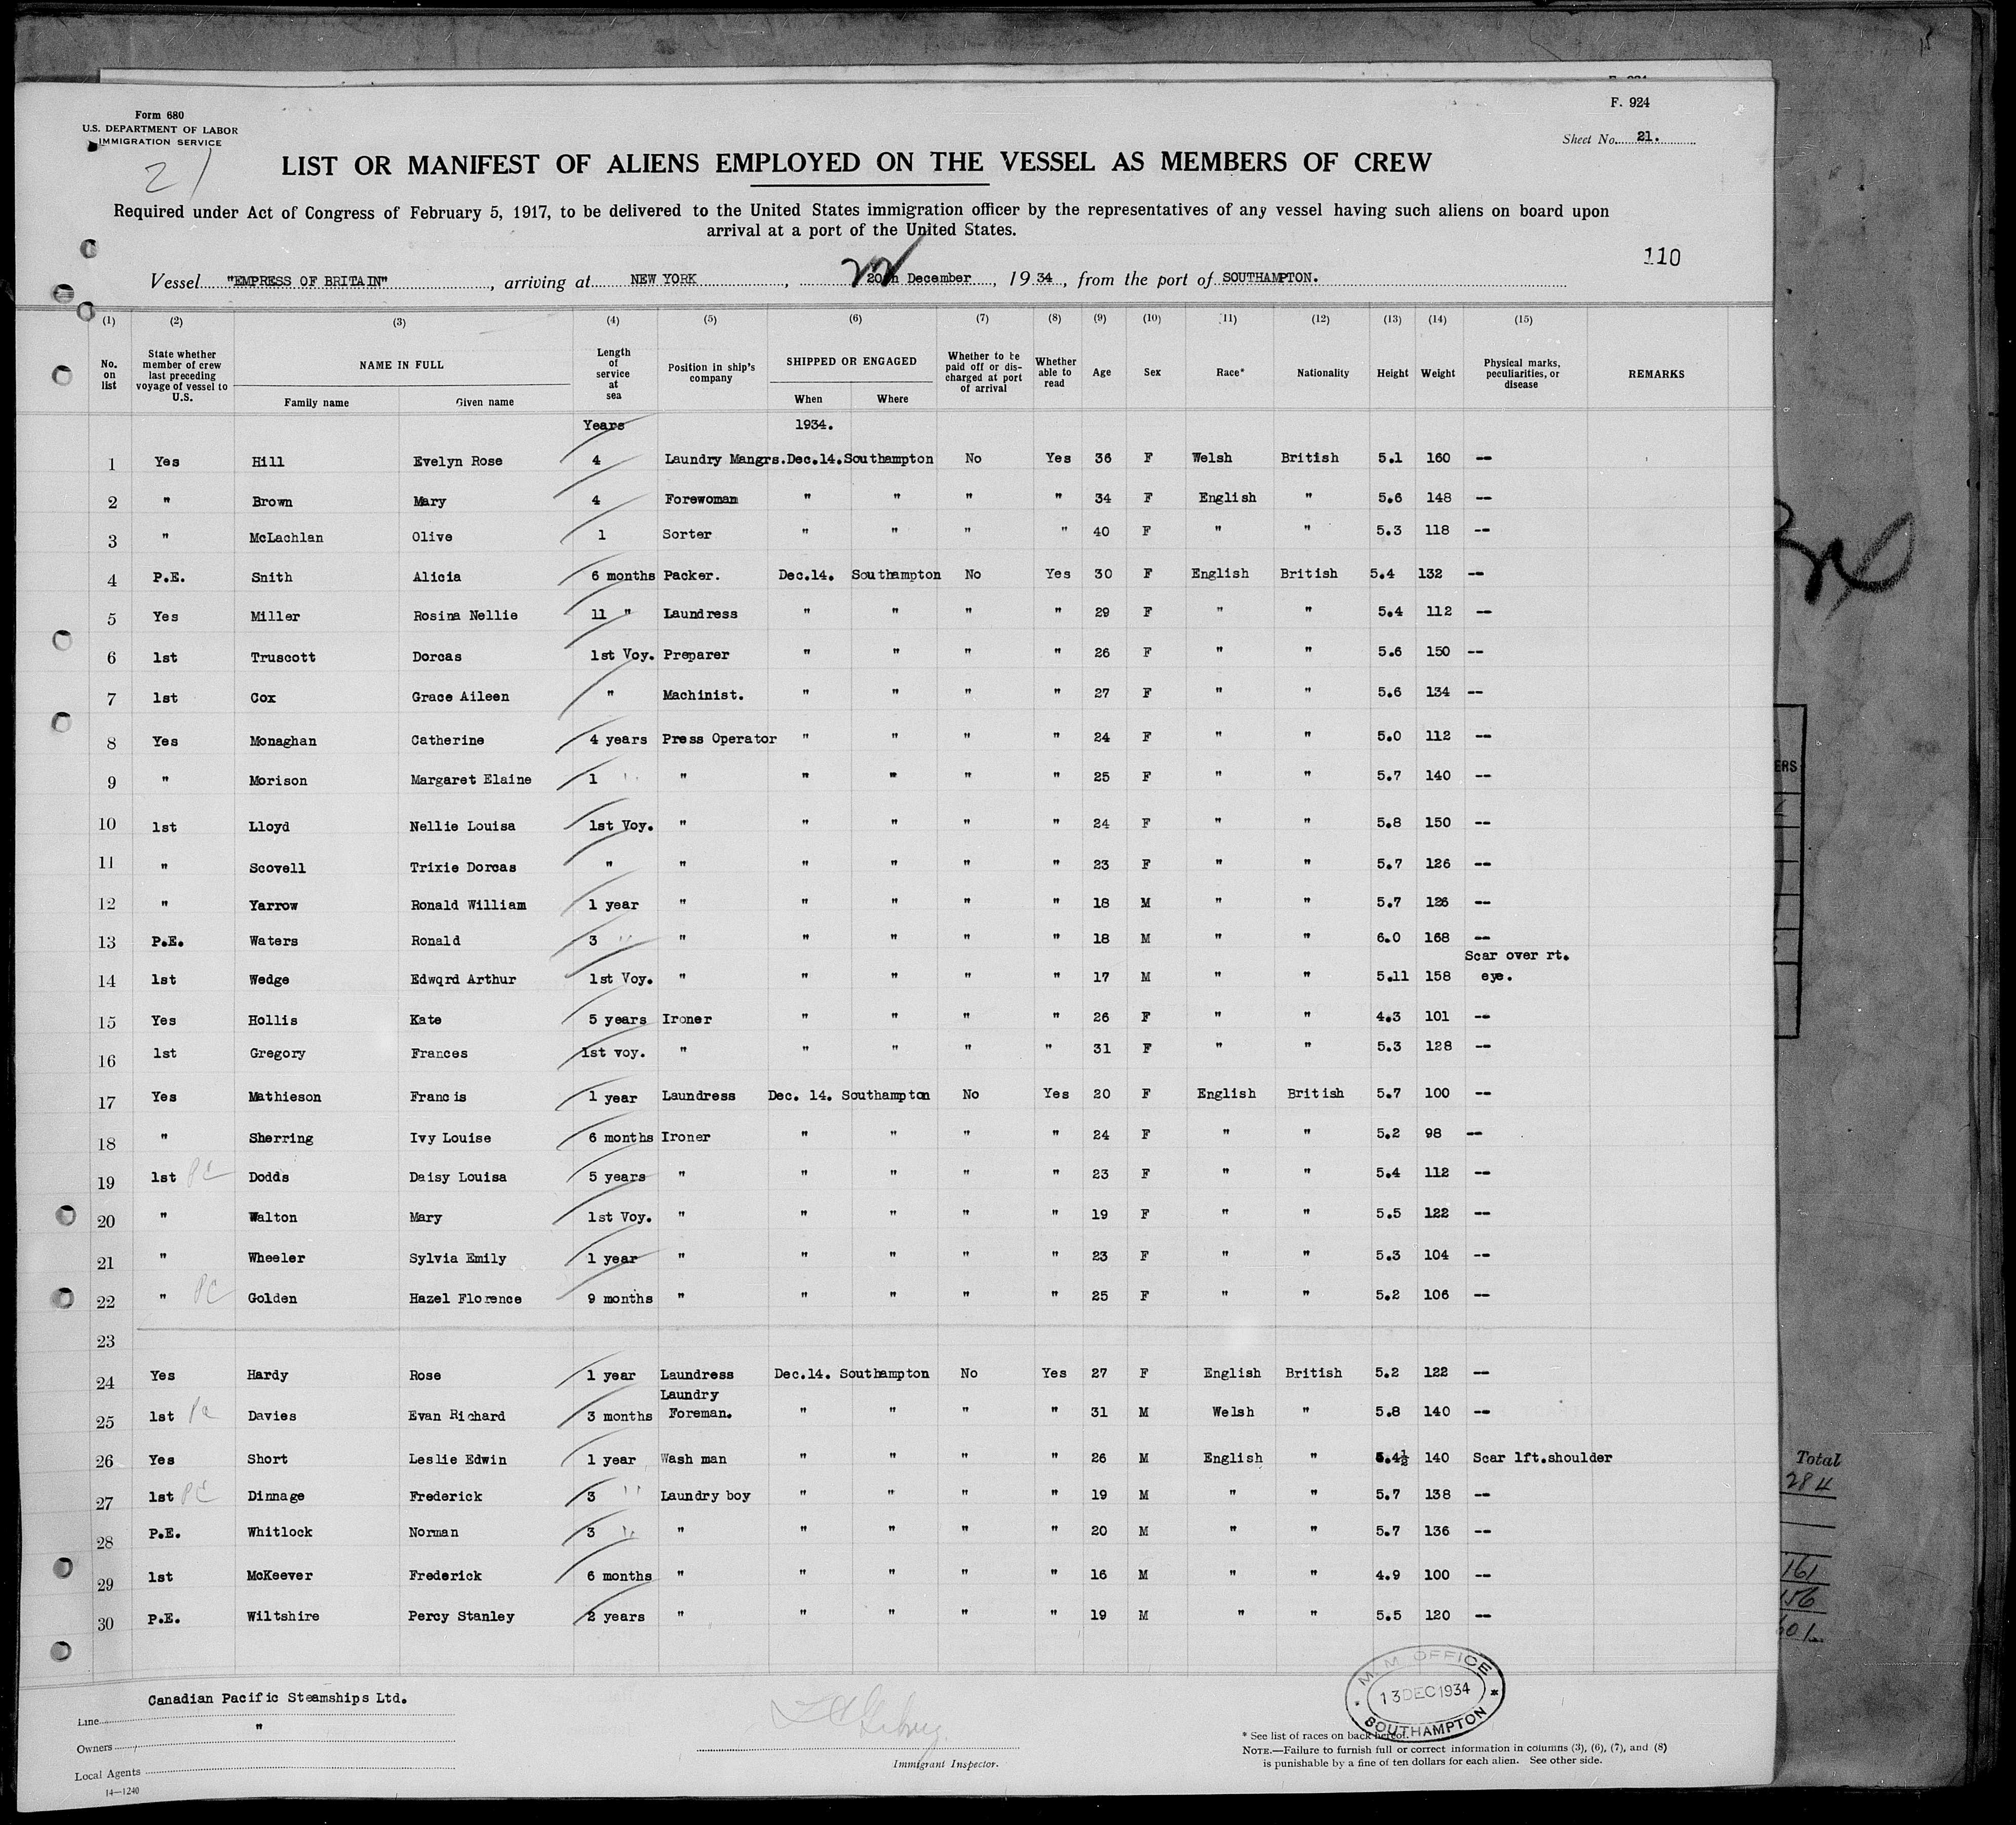 F. 924
Form 680
U.S. DEPARTMENT OF LABOR
IMMIGRATION SERVICE
Sheet No. 21.
21
LIST OR MANIFEST OF ALIENS EMPLOYED ON THE VESSEL AS MEMBERS OF CREW
Required under Act of Congress of February 5, 1917, to be delivered to the United States immigration officer by the representatives of any vessel having such aliens on board upon
arrival at a port of the United States.
110
Vessel "EMPRESS OF BRITAIN", arriving at NEW YORK, 22 20th December, 1934, from the port of SOUTHAMPTON.
(1) (2) (3) (4) (5) (6) (7) (8) (9) (10) (11) (12) (13) (14) (15)
No. on list | State whether member of crew last preceding voyage of vessel to U.S. | NAME IN FULL Family name Given name | Length of service at sea | Position in ship's company | SHIPPED OR ENGAGED When Where | Whether to be paid off or discharged at port of arrival | Whether able to read | Age | Sex | Race* | Nationality | Height | Weight | Physical marks, peculiarities, or disease | REMARKS
Years 1934.
1 Yes Hill Evelyn Rose 4 Laundry Mangrs. Dec.14. Southampton No Yes 36 F Welsh British 5.1 160 --
2 " Brown Mary 4 Forewoman " " " " 34 F English " 5.6 148 --
3 " McLachlan Olive 1 Sorter " " " " 40 F " " 5.3 118 --
4 P.E. Snith Alicia 6 months Packer. Dec.14. Southampton No Yes 30 F English British 5.4 132 --
5 Yes Miller Rosina Nellie 11 " Laundress " " " " 29 F " " 5.4 112 --
6 1st Truscott Dorcas 1st Voy. Preparer " " " " 26 F " " 5.6 150 --
7 1st Cox Grace Aileen " Machinist. " " " " 27 F " " 5.6 134 --
8 Yes Monaghan Catherine 4 years Press Operator " " " " 24 F " " 5.0 112 --
9 " Morison Margaret Elaine 1 " " " " " " 25 F " " 5.7 140 --
10 1st Lloyd Nellie Louisa 1st Voy. " " " " " 24 F " " 5.8 150 --
11 " Scovell Trixie Dorcas " " " " " " 23 F " " 5.7 126 --
12 " Yarrow Ronald William 1 year " " " " " 18 M " " 5.7 126 --
13 P.E. Waters Ronald 3 " " " " " " 18 M " " 6.0 168 --
14 1st Wedge Edwqrd Arthur 1st Voy. " " " " " 17 M " " 5.11 158 Scar over rt. eye.
15 Yes Hollis Kate 5 years Ironer " " " " 26 F " " 4.3 101 --
16 1st Gregory Frances 1st voy. " " " " " 31 F " " 5.3 128 --
17 Yes Mathieson Francis 1 year Laundress Dec. 14. Southampton No Yes 20 F English British 5.7 100 --
18 " Sherring Ivy Louise 6 months Ironer " " " " 24 F " " 5.2 98 --
19 1st Dodds Daisy Louisa 5 years " " " " " 23 F " " 5.4 112 --
20 " Walton Mary 1st Voy. " " " " " 19 F " " 5.5 122 --
21 " Wheeler Sylvia Emily 1 year " " " " " 23 F " " 5.3 104 --
22 " Golden Hazel Florence 9 months " " " " " 25 F " " 5.2 106 --
23
24 Yes Hardy Rose 1 year Laundress Dec.14. Southampton No Yes 27 F English British 5.2 122 --
25 1st Davies Evan Richard 3 months Laundry Foreman. " " " " 31 M Welsh " 5.8 140 --
26 Yes Short Leslie Edwin 1 year Wash man " " " " 26 M English " 5.4½ 140 Scar lft.shoulder
27 1st Dinnage Frederick 3 " Laundry boy " " " " 19 M " " 5.7 138 --
28 P.E. Whitlock Norman 3 " " " " " " 20 M " " 5.7 136 --
29 1st McKeever Frederick 6 months " " " " " 16 M " " 4.9 100 --
30 P.E. Wiltshire Percy Stanley 2 years " " " " " 19 M " " 5.5 120 --
Total
284
161
156
601
Line Canadian Pacific Steamships Ltd.
Owners "
Local Agents
14—1240
Immigrant Inspector.
M.M. OFFICE
13 DEC 1934
SOUTHAMPTON
* See list of races on back hereof.
NOTE.—Failure to furnish full or correct information in columns (3), (6), (7), and (8)
is punishable by a fine of ten dollars for each alien. See other side.